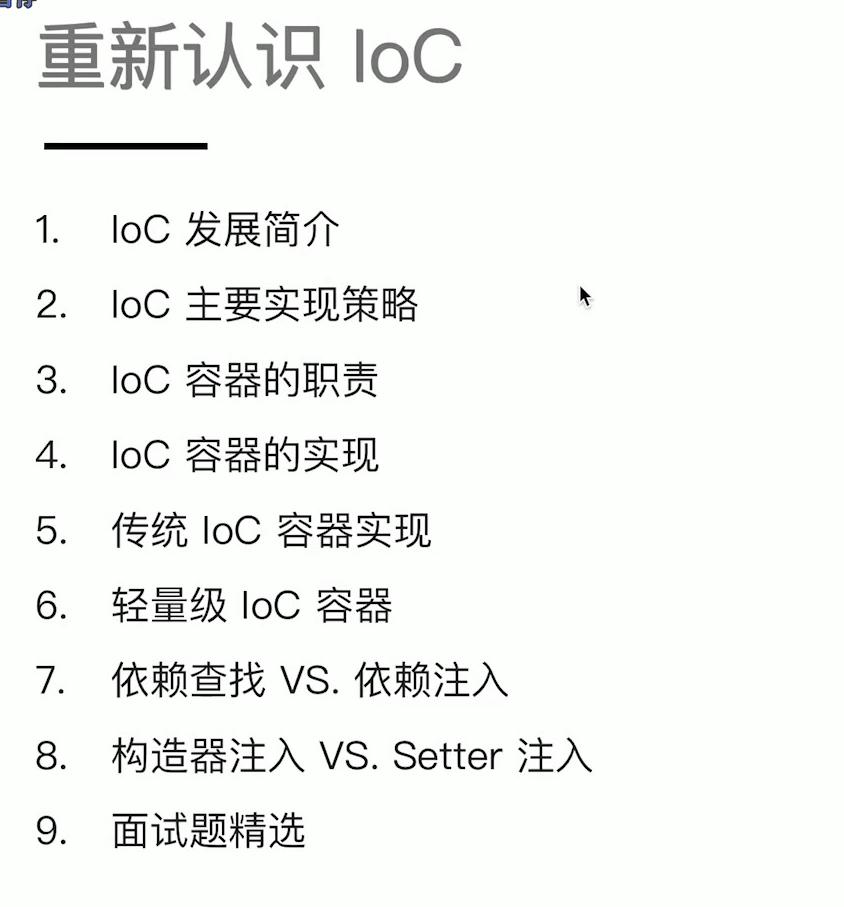 重新认识 IoC
1. IoC 发展简介
2. IoC 主要实现策略
3. IoC 容器的职责
4. IoC 容器的实现
5. 传统 IoC 容器实现
6. 轻量级 IoC 容器
7. 依赖查找 VS. 依赖注入
8. 构造器注入 VS. Setter 注入
9. 面试题精选